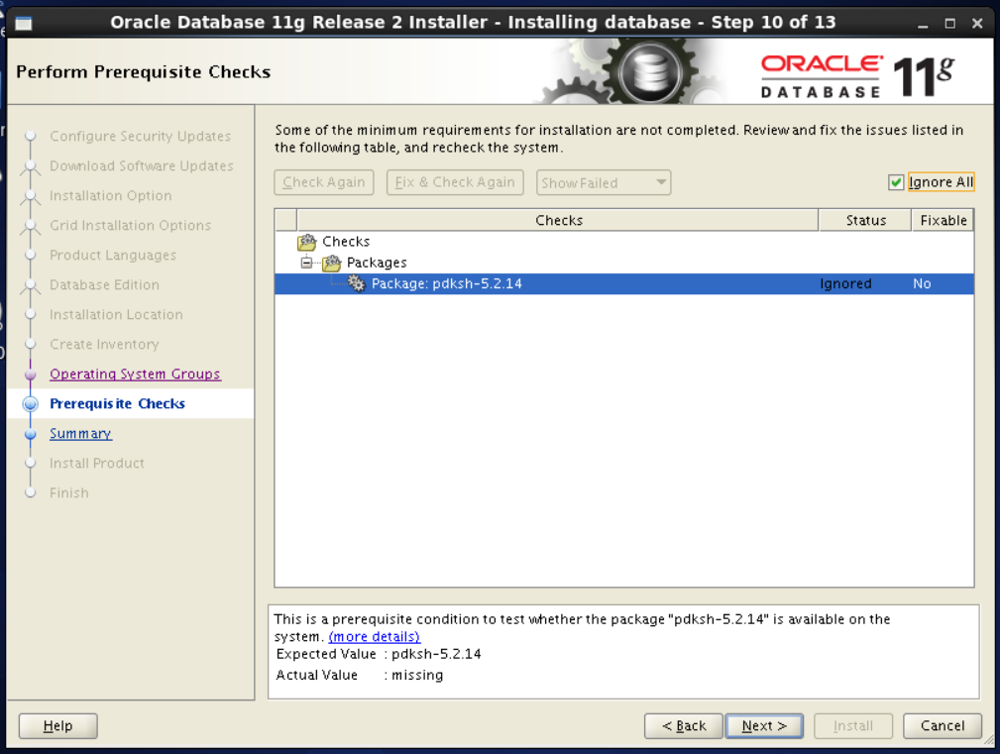 Oracle Database 11g Release 2 Installer - Installing database - Step 10 of 13
Perform Prerequisite Checks
ORACLE
DATABASE
11g
Configure Security Updates
Download Software Updates
Installation Option
Grid Installation Options
Product Languages
Database Edition
Installation Location
Create Inventory
Operating System Groups
Prerequisite Checks
Summary
Install Product
Finish
Some of the minimum requirements for installation are not completed. Review and fix the issues listed in
the following table, and recheck the system.
Check Again Fix & Check Again Show Failed Ignore All
Checks Status Fixable
Checks
Packages
Package: pdksh-5.2.14 Ignored No
This is a prerequisite condition to test whether the package "pdksh-5.2.14" is available on the
system. (more details)
Expected Value : pdksh-5.2.14
Actual Value : missing
Help < Back Next > Install Cancel